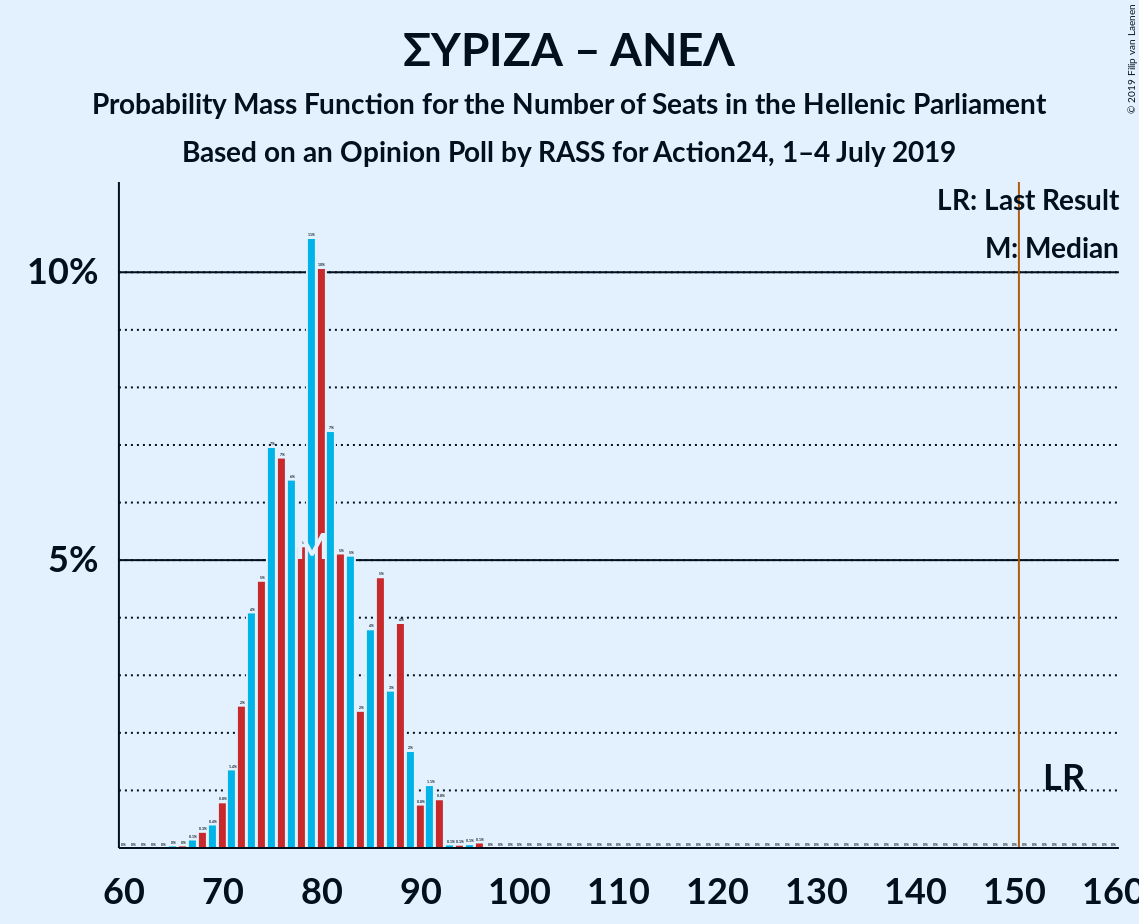 ΣΥΡΙΖΑ – ΑΝΕΛ
Probability Mass Function for the Number of Seats in the Hellenic Parliament
Based on an Opinion Poll by RASS for Action24, 1–4 July 2019
© 2019 Filip van Laenen
LR: Last Result
M: Median
10%
5%
M
LR
60 70 80 90 100 110 120 130 140 150 160